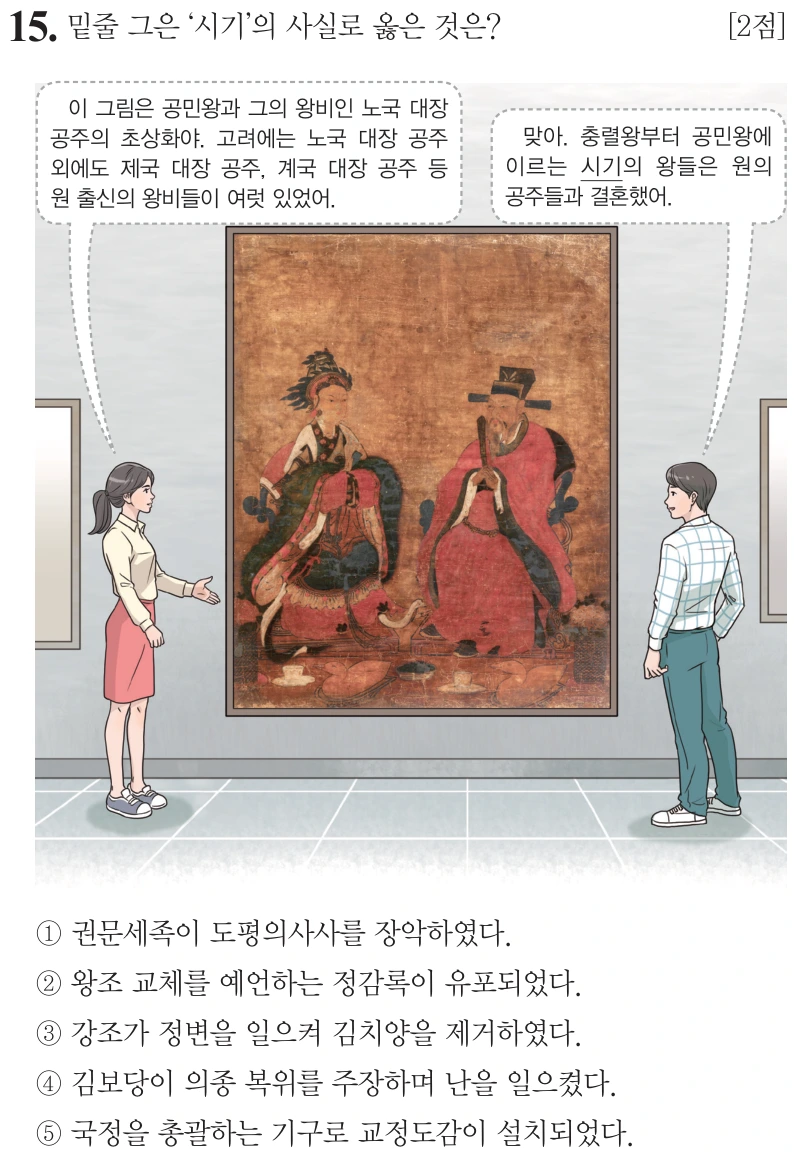 15. 밑줄 그은 ‘시기’의 사실로 옳은 것은? [2점]
이 그림은 공민왕과 그의 왕비인 노국 대장
공주의 초상화야. 고려에는 노국 대장 공주
외에도 제국 대장 공주, 계국 대장 공주 등
원 출신의 왕비들이 여럿 있었어.
맞아. 충렬왕부터 공민왕에
이르는 시기의 왕들은 원의
공주들과 결혼했어.
① 권문세족이 도평의사사를 장악하였다.
② 왕조 교체를 예언하는 정감록이 유포되었다.
③ 강조가 정변을 일으켜 김치양을 제거하였다.
④ 김보당이 의종 복위를 주장하며 난을 일으켰다.
⑤ 국정을 총괄하는 기구로 교정도감이 설치되었다.